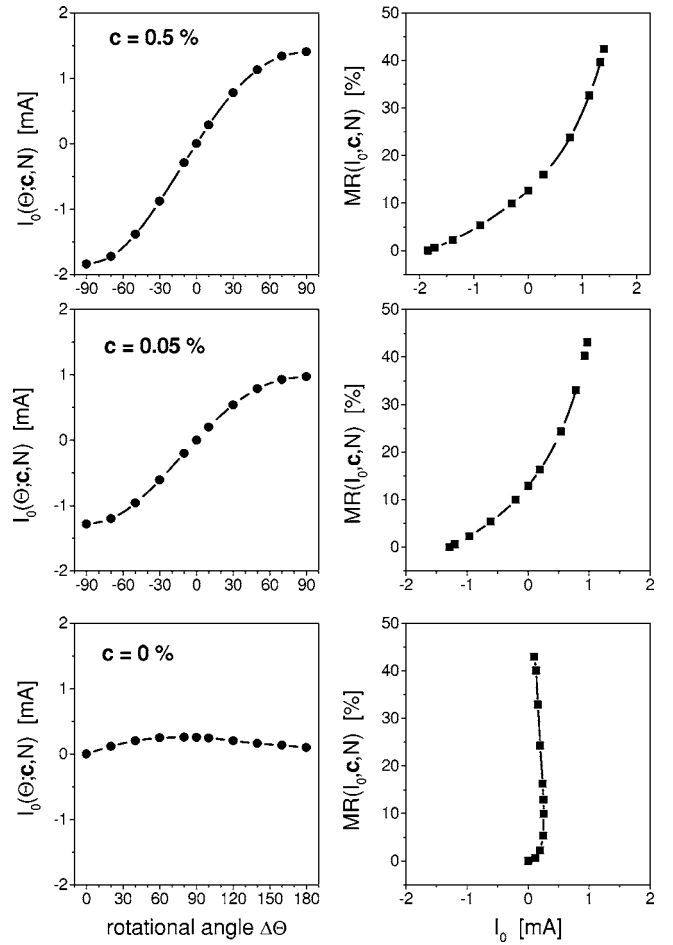 c = 0.5 %
I₀(Θ;c,N) [mA]
2
1
0
-1
-2
-90 -60 -30 0 30 60 90
MR(I₀,c,N) [%]
50
40
30
20
10
0
-2 -1 0 1 2
c = 0.05 %
I₀(Θ;c,N) [mA]
2
1
0
-1
-2
-90 -60 -30 0 30 60 90
MR(I₀,c,N) [%]
50
40
30
20
10
0
-2 -1 0 1 2
c = 0 %
I₀(Θ;c,N) [mA]
2
1
0
-1
-2
0 30 60 90 120 150 180
rotational angle ΔΘ
MR(I₀,c,N) [%]
50
40
30
20
10
0
-2 -1 0 1 2
I₀ [mA]